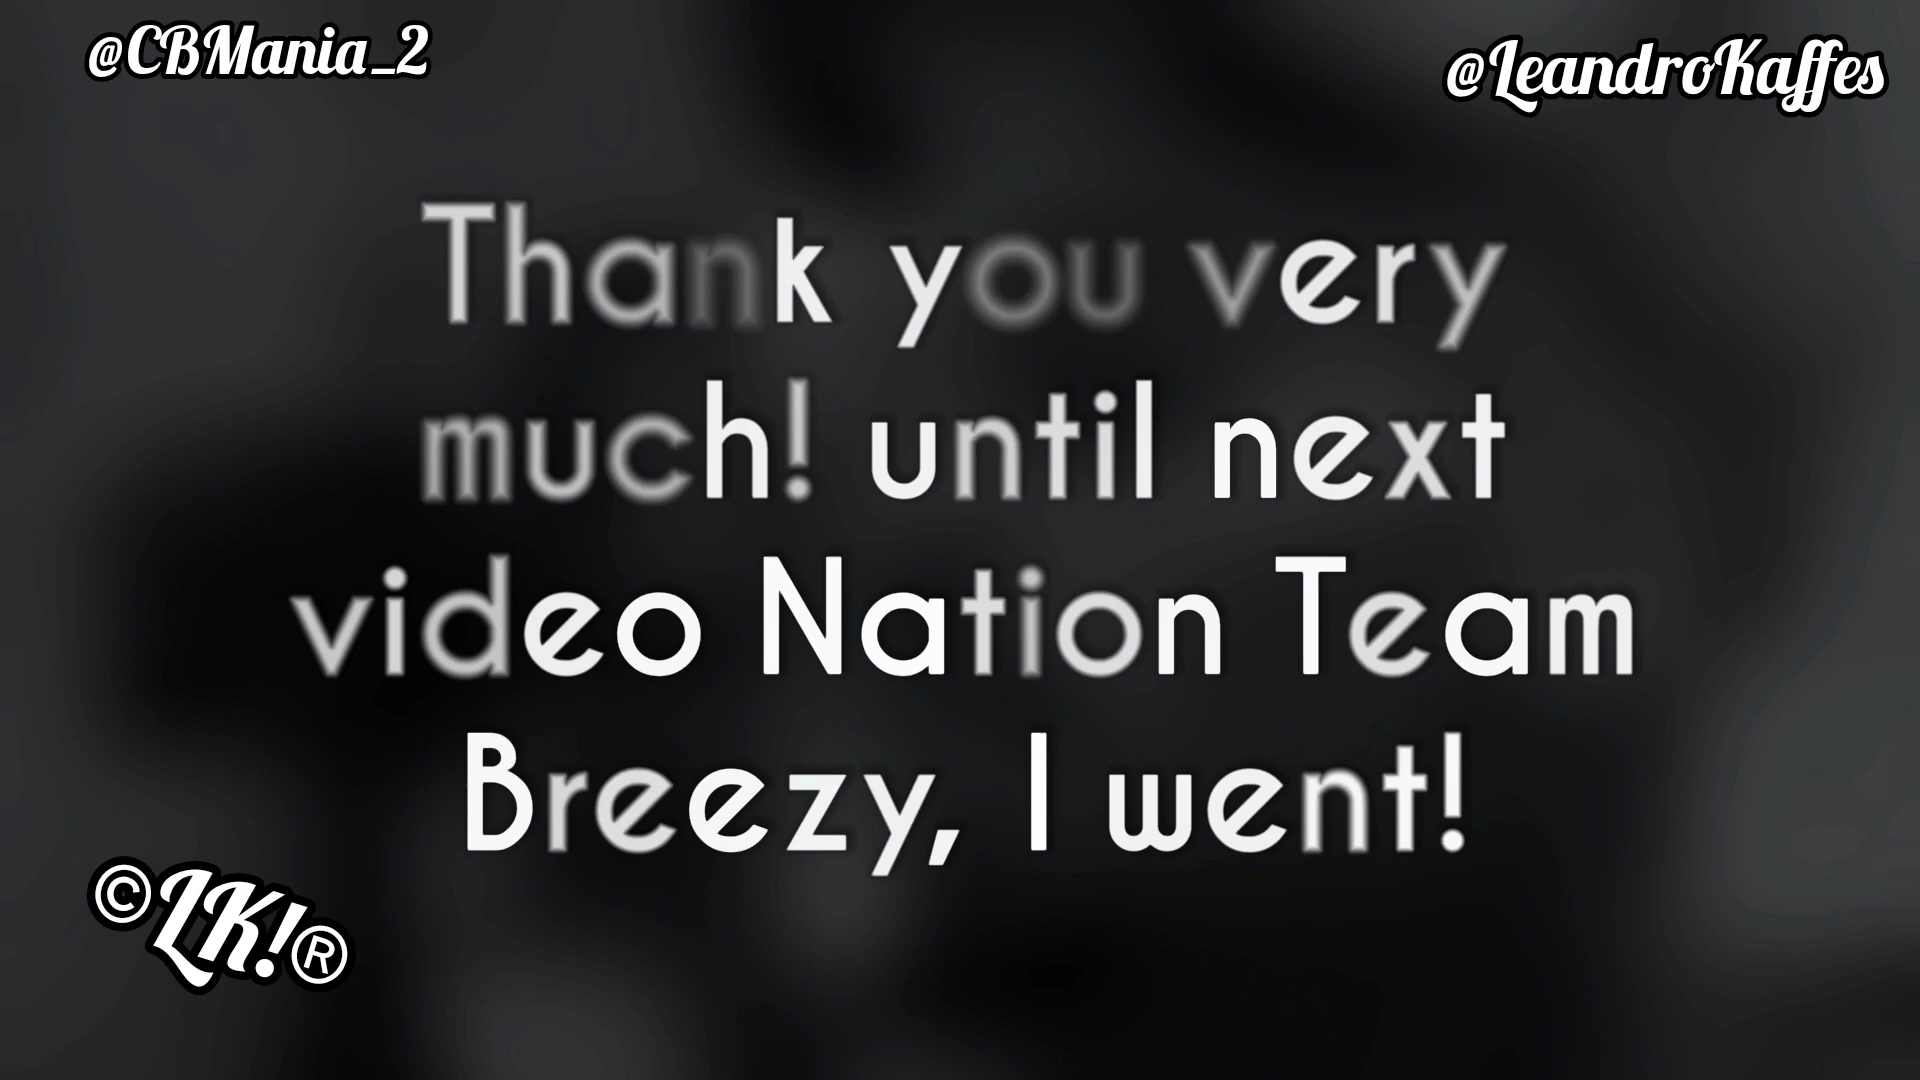 @CBMania_2
@LeandroKaffes
Thank you very
much! until next
video Nation Team
Breezy, I went!
©LK!®